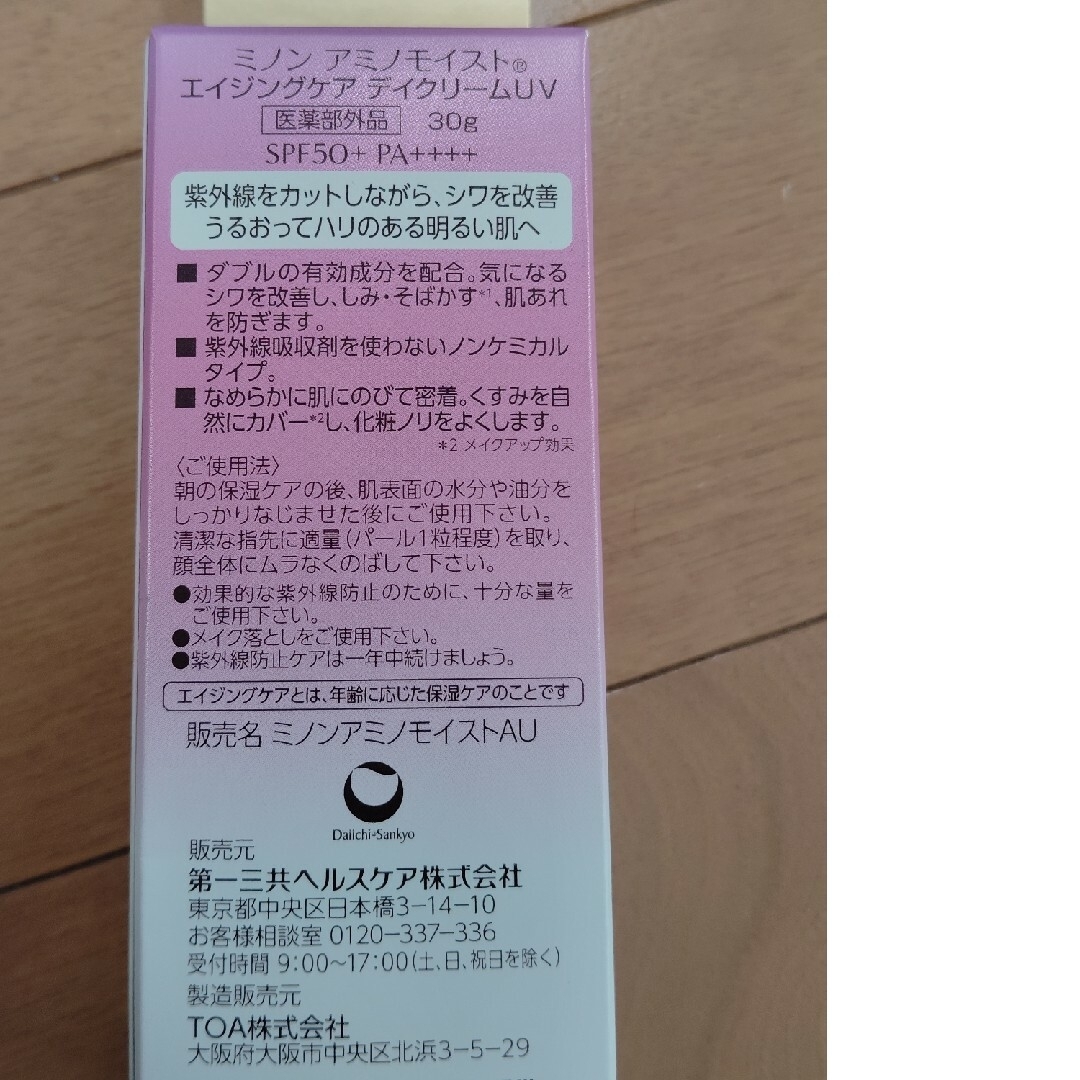 ミノン アミノモイスト®
エイジングケア デイクリームUV
医薬部外品 30g
SPF50+ PA++++
紫外線をカットしながら、シワを改善
うるおってハリのある明るい肌へ
■ ダブルの有効成分を配合。気になる
シワを改善し、しみ・そばかす*1、肌あれ
を防ぎます。
■ 紫外線吸収剤を使わないノンケミカル
タイプ。
■ なめらかに肌にのびて密着。くすみを自
然にカバー*2し、化粧ノリをよくします。
*2 メイクアップ効果
〈ご使用法〉
朝の保湿ケアの後、肌表面の水分や油分を
しっかりなじませた後にご使用下さい。
清潔な指先に適量(パール1粒程度)を取り、
顔全体にムラなくのばして下さい。
●効果的な紫外線防止のために、十分な量を
ご使用下さい。
●メイク落としをご使用下さい。
●紫外線防止ケアは一年中続けましょう。
エイジングケアとは、年齢に応じた保湿ケアのことです
販売名 ミノンアミノモイストAU
Daiichi-Sankyo
販売元
第一三共ヘルスケア株式会社
東京都中央区日本橋3-14-10
お客様相談室 0120-337-336
受付時間 9:00~17:00(土、日、祝日を除く)
製造販売元
TOA株式会社
大阪府大阪市中央区北浜3-5-29